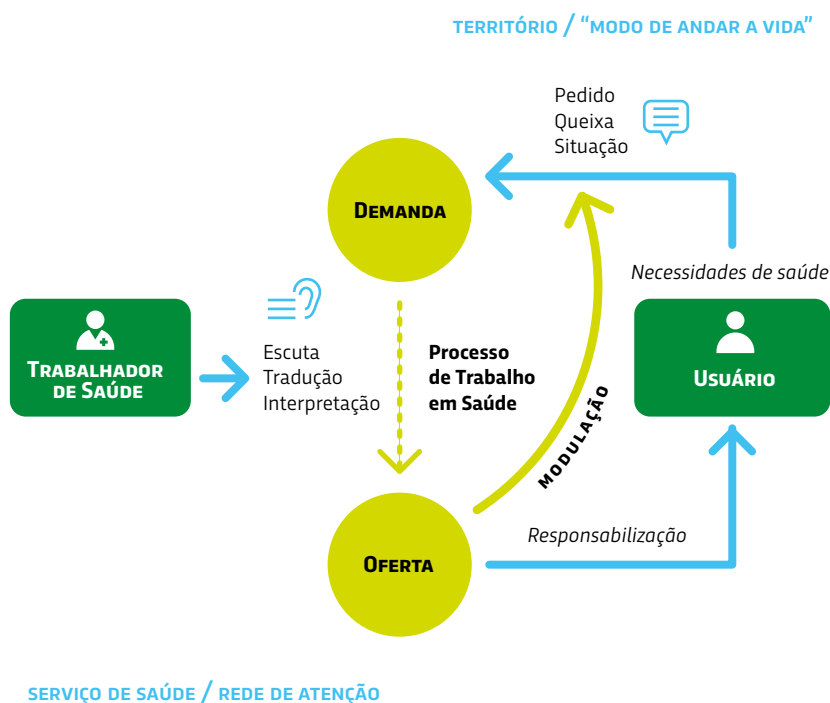 TERRITÓRIO / “MODO DE ANDAR A VIDA”
Pedido
Queixa
Situação
DEMANDA
Necessidades de saúde
TRABALHADOR
DE SAÚDE
Escuta
Tradução
Interpretação
Processo
de Trabalho
em Saúde
MODULAÇÃO
USUÁRIO
Responsabilização
OFERTA
SERVIÇO DE SAÚDE / REDE DE ATENÇÃO